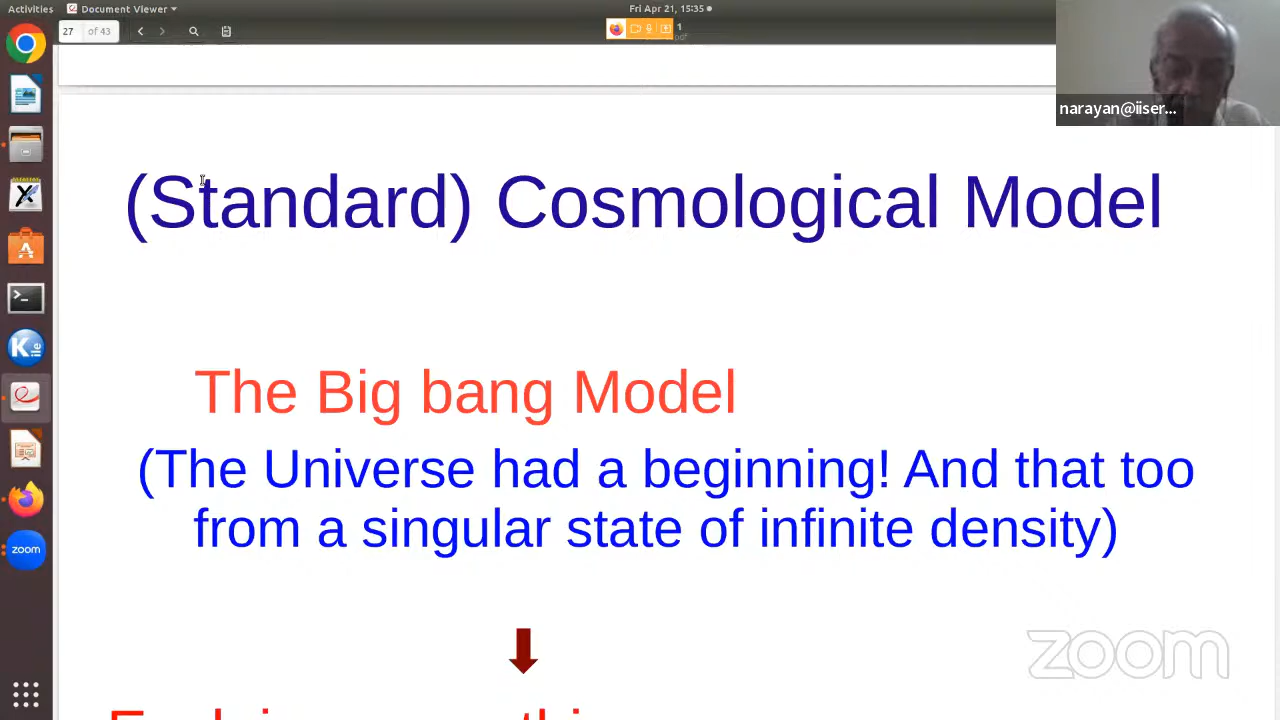 Activities
Document Viewer
Fri Apr 21, 15:35
27 of 43
1
narayan@iiser...
(Standard) Cosmological Model
The Big bang Model
(The Universe had a beginning! And that too
from a singular state of infinite density)
zoom
zoom